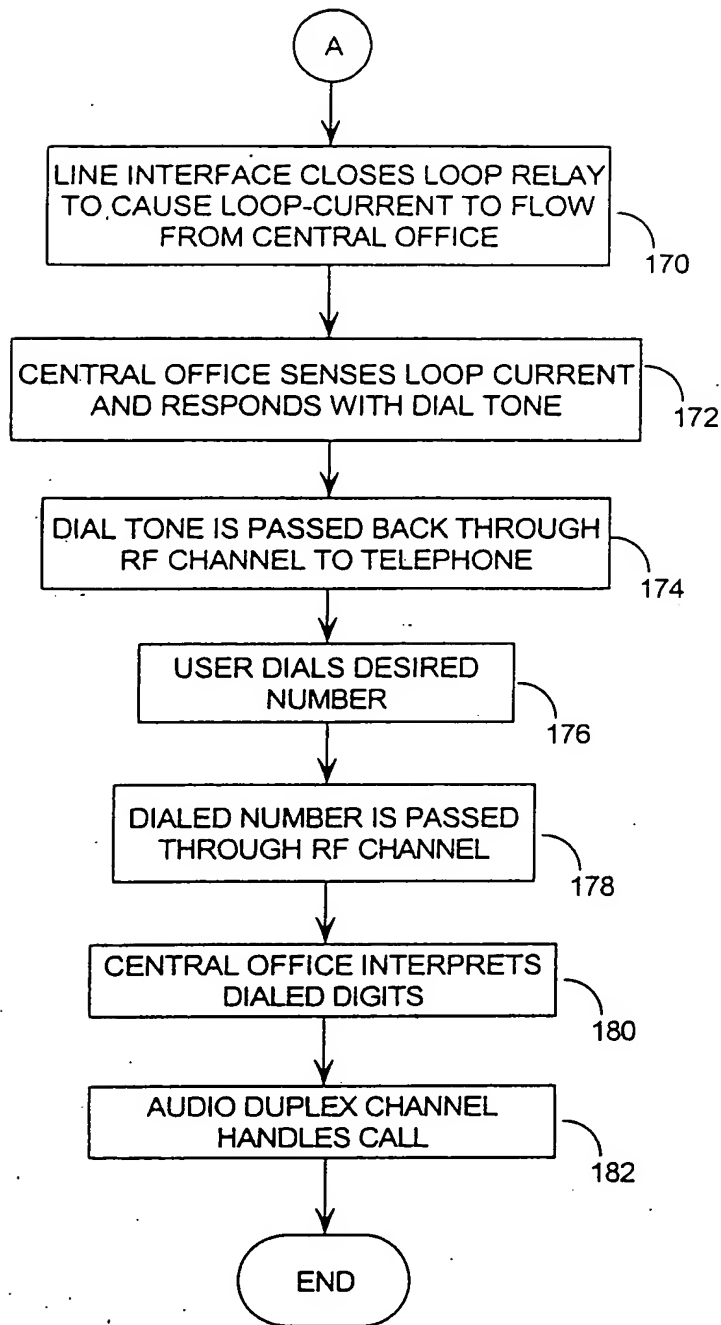 A
LINE INTERFACE CLOSES LOOP RELAY
TO CAUSE LOOP-CURRENT TO FLOW
FROM CENTRAL OFFICE
170
CENTRAL OFFICE SENSES LOOP CURRENT
AND RESPONDS WITH DIAL TONE
172
DIAL TONE IS PASSED BACK THROUGH
RF CHANNEL TO TELEPHONE
174
USER DIALS DESIRED
NUMBER
176
DIALED NUMBER IS PASSED
THROUGH RF CHANNEL
178
CENTRAL OFFICE INTERPRETS
DIALED DIGITS
180
AUDIO DUPLEX CHANNEL
HANDLES CALL
182
END